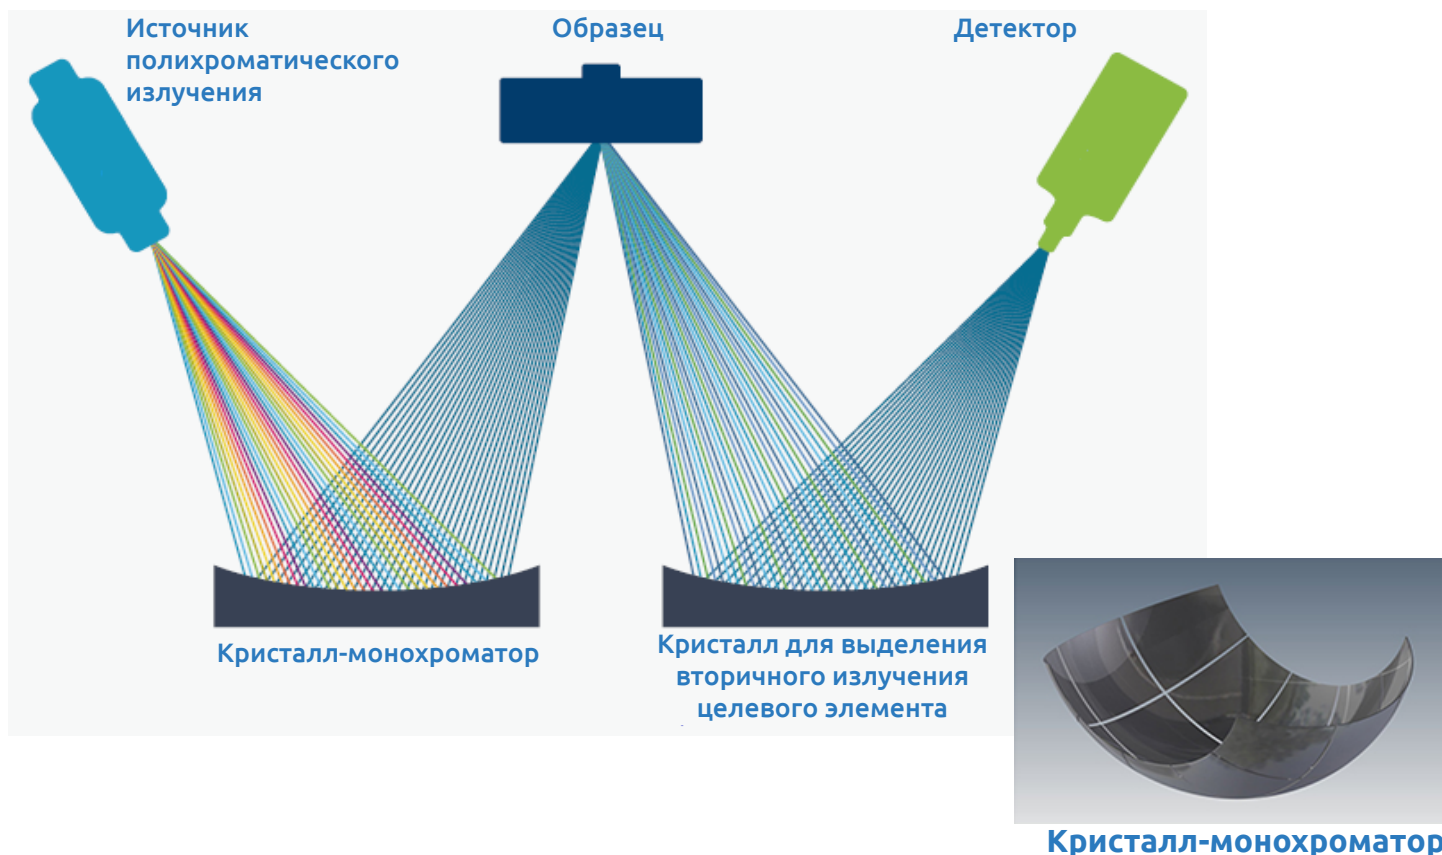 Источник
полихроматического
излучения
Образец
Детектор
Кристалл-монохроматор
Кристалл для выделения
вторичного излучения
целевого элемента
Кристалл-монохроматор